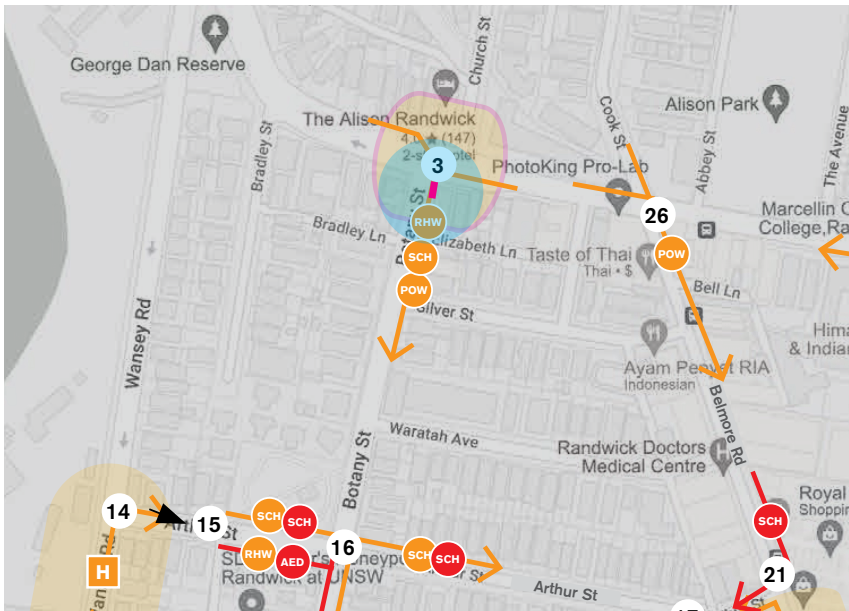 Church St
George Dan Reserve
The Alison Randwick
4.0 ★ (147)
Cook St
Alison Park
Abbey St
The Avenue
Bradley St
3
PhotoKing Pro-Lab
26
Marcellin C
College,Ra
RHW
Bradley Ln
Elizabeth Ln
Taste of Thai
Thai • $
POW
SCH
POW
Bell Ln
Silver St
Wansey Rd
Hima
& Indian
Ayam Penyet RIA
Indonesian
Belmore Rd
Waratah Ave
Randwick Doctors
Medical Centre
Botany St
Royal
Shopping
14
15
SCH
SCH
SCH
16
RHW
AED
SCH
SCH
H
Randwick at UNSW
Arthur St
21